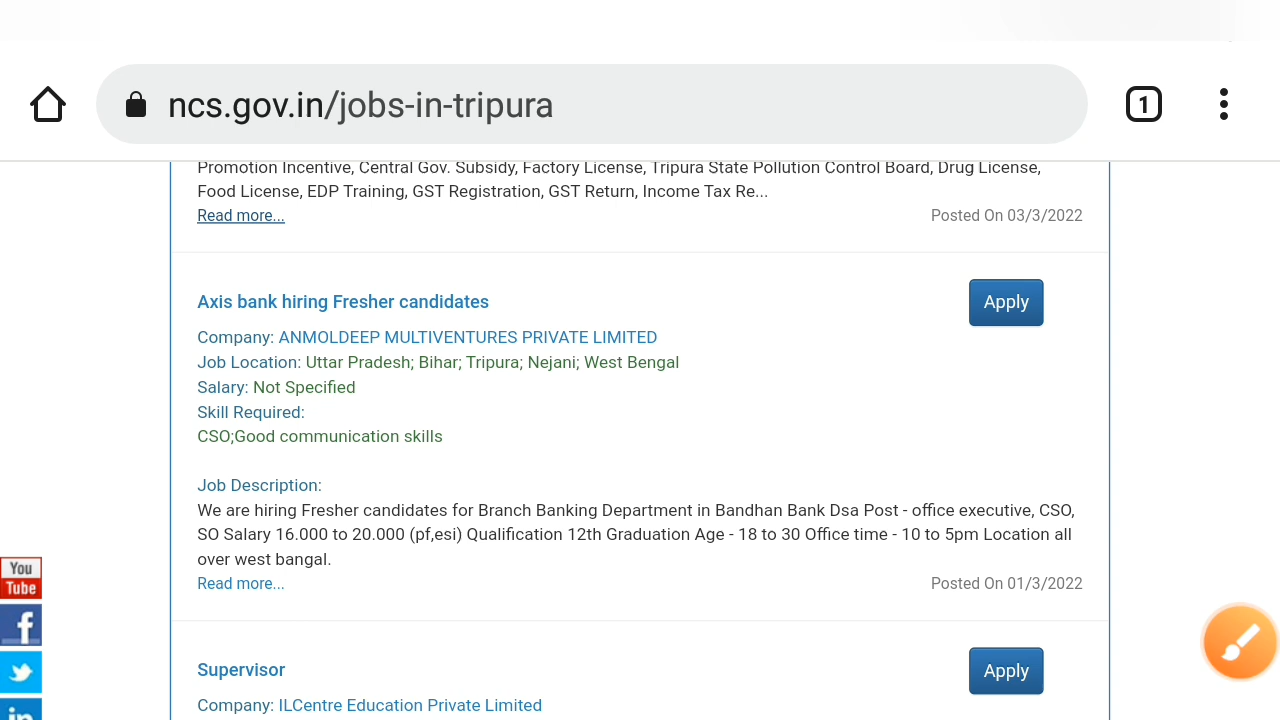 ncs.gov.in/jobs-in-tripura
1
Promotion Incentive, Central Gov. Subsidy, Factory License, Tripura State Pollution Control Board, Drug License,
Food License, EDP Training, GST Registration, GST Return, Income Tax Re...
Read more...
Posted On 03/3/2022
Axis bank hiring Fresher candidates
Apply
Company: ANMOLDEEP MULTIVENTURES PRIVATE LIMITED
Job Location: Uttar Pradesh; Bihar; Tripura; Nejani; West Bengal
Salary: Not Specified
Skill Required:
CSO;Good communication skills
Job Description:
We are hiring Fresher candidates for Branch Banking Department in Bandhan Bank Dsa Post - office executive, CSO,
SO Salary 16.000 to 20.000 (pf,esi) Qualification 12th Graduation Age - 18 to 30 Office time - 10 to 5pm Location all
over west bangal.
Read more...
Posted On 01/3/2022
You
Tube
f
Supervisor
Apply
Company: ILCentre Education Private Limited
in